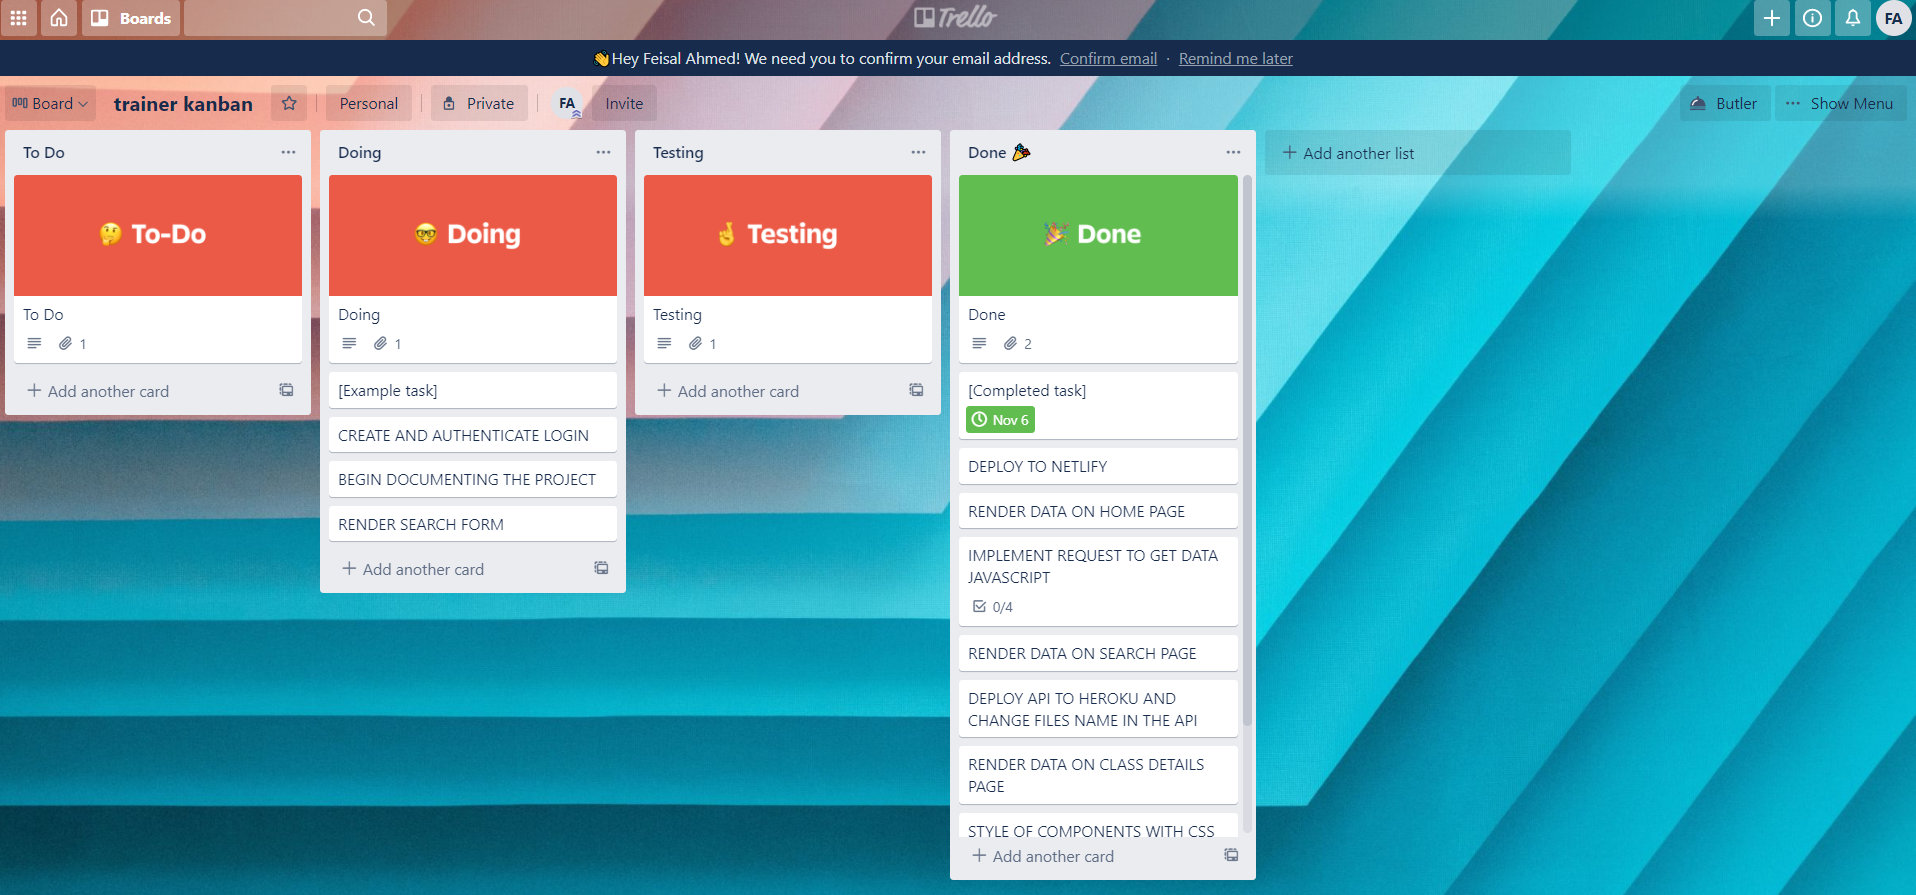 Boards
Trello
FA
👋Hey Feisal Ahmed! We need you to confirm your email address. Confirm email · Remind me later
Board
trainer kanban
Personal
Private
FA
Invite
Butler
··· Show Menu
To Do
🤔 To-Do
To Do
1
+ Add another card
Doing
🤓 Doing
Doing
1
[Example task]
CREATE AND AUTHENTICATE LOGIN
BEGIN DOCUMENTING THE PROJECT
RENDER SEARCH FORM
+ Add another card
Testing
🤞 Testing
Testing
1
+ Add another card
Done 🎉
🎉 Done
Done
2
[Completed task]
Nov 6
DEPLOY TO NETLIFY
RENDER DATA ON HOME PAGE
IMPLEMENT REQUEST TO GET DATA
JAVASCRIPT
0/4
RENDER DATA ON SEARCH PAGE
DEPLOY API TO HEROKU AND
CHANGE FILES NAME IN THE API
RENDER DATA ON CLASS DETAILS
PAGE
STYLE OF COMPONENTS WITH CSS
+ Add another card
+ Add another list